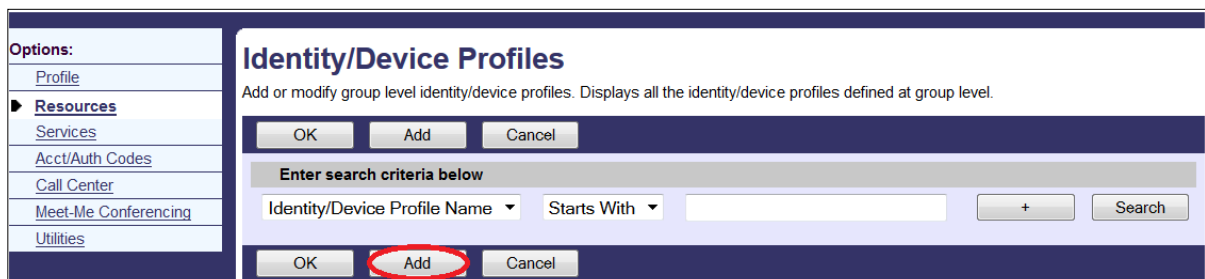 Options:
Profile
Resources
Services
Acct/Auth Codes
Call Center
Meet-Me Conferencing
Utilities
Identity/Device Profiles
Add or modify group level identity/device profiles. Displays all the identity/device profiles defined at group level.
OK Add Cancel
Enter search criteria below
Identity/Device Profile Name Starts With + Search
OK Add Cancel